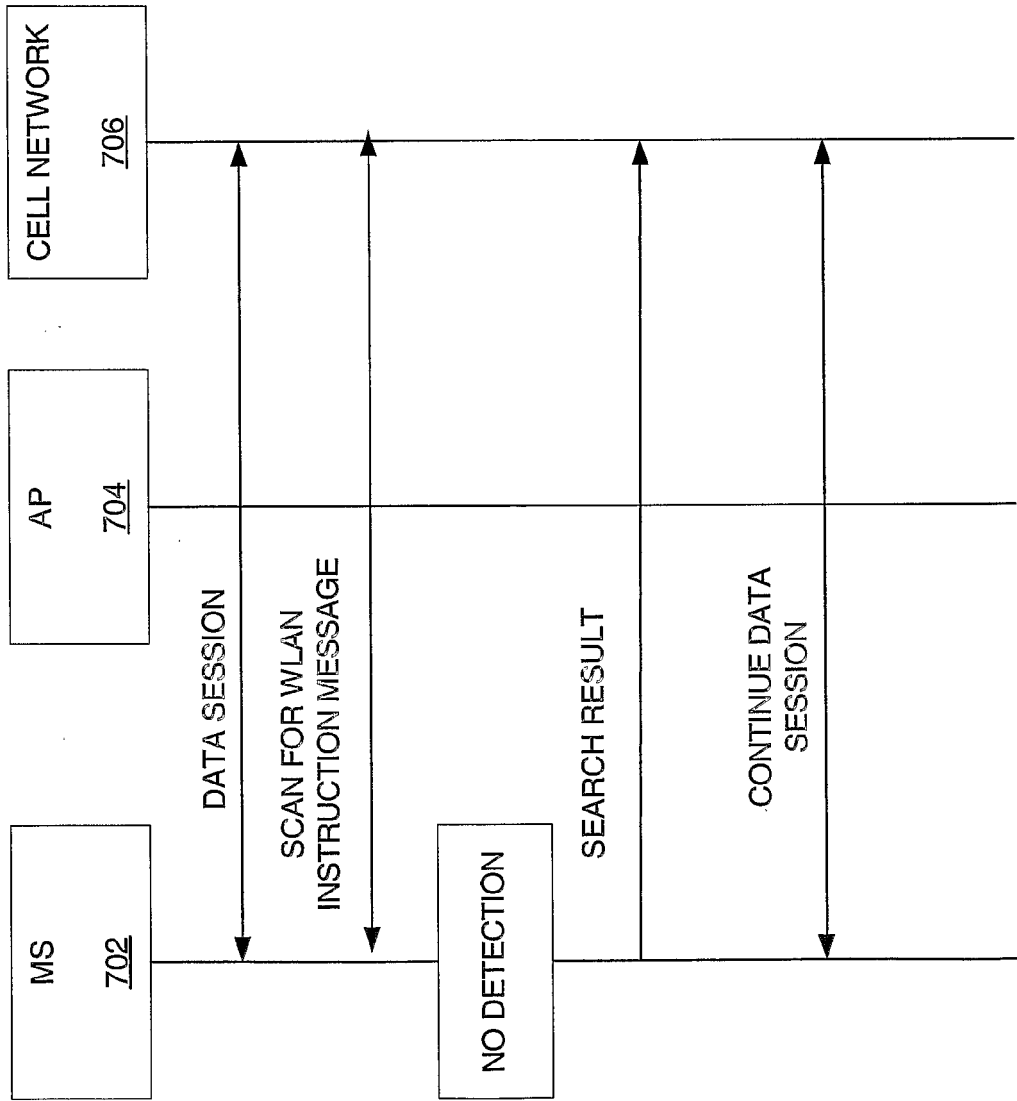 MS
702
AP
704
CELL NETWORK
706
DATA SESSION
SCAN FOR WLAN
INSTRUCTION MESSAGE
NO DETECTION
SEARCH RESULT
CONTINUE DATA
SESSION